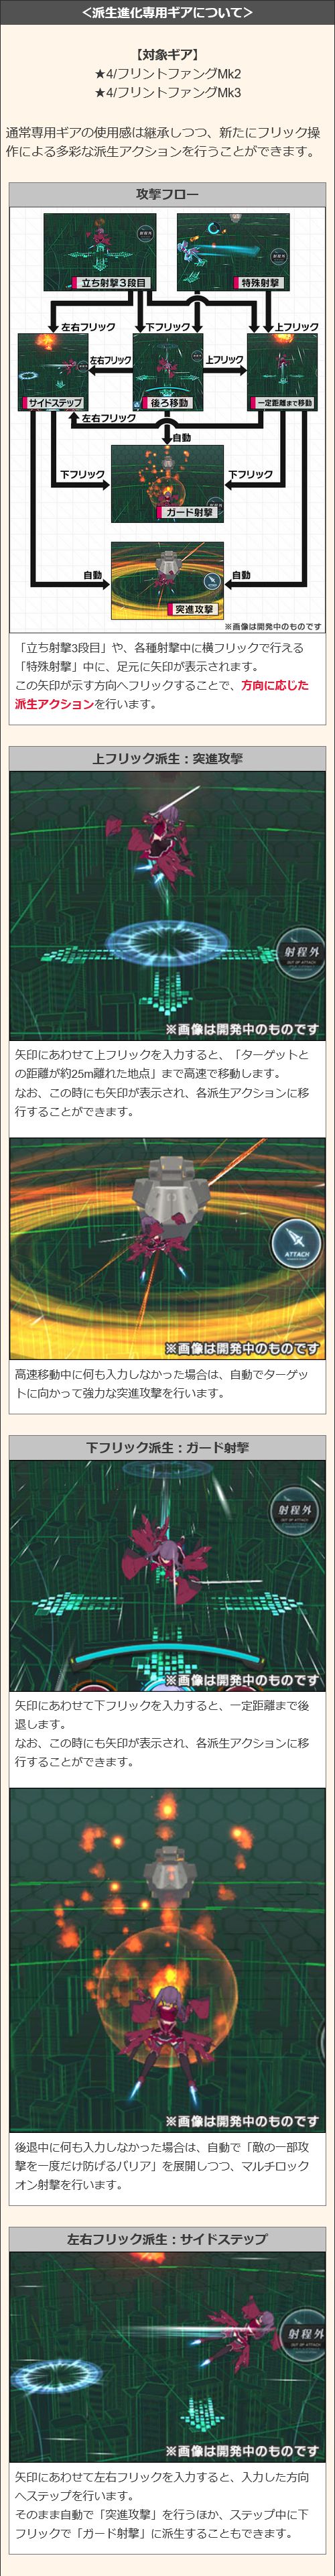 ＜派生進化専用ギアについて＞
【対象ギア】
★4/フリントファングMk2
★4/フリントファングMk3
通常専用ギアの使用感は継承しつつ、新たにフリック操
作による多彩な派生アクションを行うことができます。
攻撃フロー
射程外
立ち射撃３段目
射程外
特殊射撃
左右フリック
下フリック
上フリック
左右フリック
上フリック
サイドステップ
後ろ移動
一定距離まで移動
左右フリック
自動
下フリック
下フリック
ガード射撃
自動
自動
突進攻撃
※画像は開発中のものです
「立ち射撃3段目」や、各種射撃中に横フリックで行える
「特殊射撃」中に、足元に矢印が表示されます。
この矢印が示す方向へフリックすることで、方向に応じた
派生アクションを行います。
上フリック派生：突進攻撃
射程外
OUT OF ATTACH
※画像は開発中のものです
矢印にあわせて上フリックを入力すると、「ターゲットと
の距離が約25m離れた地点」まで高速で移動します。
なお、この時にも矢印が表示され、各派生アクションに移
行することができます。
ATTACH
※画像は開発中のものです
高速移動中に何も入力しなかった場合は、自動でターゲッ
トに向かって強力な突進攻撃を行います。
下フリック派生：ガード射撃
射程外
OUT OF ATTACH
※画像は開発中のものです
矢印にあわせて下フリックを入力すると、一定距離まで後
退します。
なお、この時にも矢印が表示され、各派生アクションに移
行することができます。
※画像は開発中のものです
後退中に何も入力しなかった場合は、自動で「敵の一部攻
撃を一度だけ防げるバリア」を展開しつつ、マルチロック
オン射撃を行います。
左右フリック派生：サイドステップ
射程外
OUT OF ATTACH
※画像は開発中のものです
矢印にあわせて左右フリックを入力すると、入力した方向
へステップを行います。
そのまま自動で「突進攻撃」を行うほか、ステップ中に下
フリックで「ガード射撃」に派生することもできます。